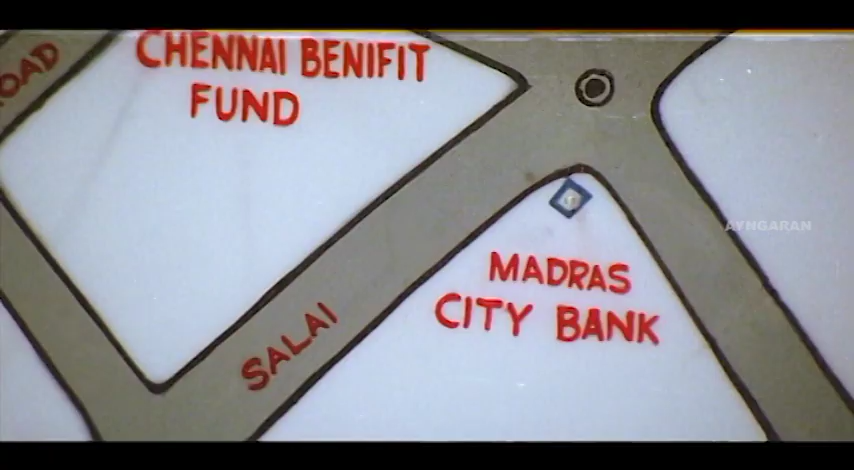 OAD
CHENNAI BENIFIT
FUND
AYNGARAN
MADRAS
CITY BANK
SALAI